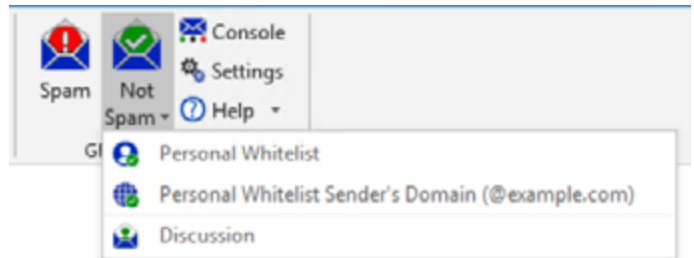 Spam
Not
Spam
Console
Settings
Help
Personal Whitelist
Personal Whitelist Sender's Domain (@example.com)
Discussion